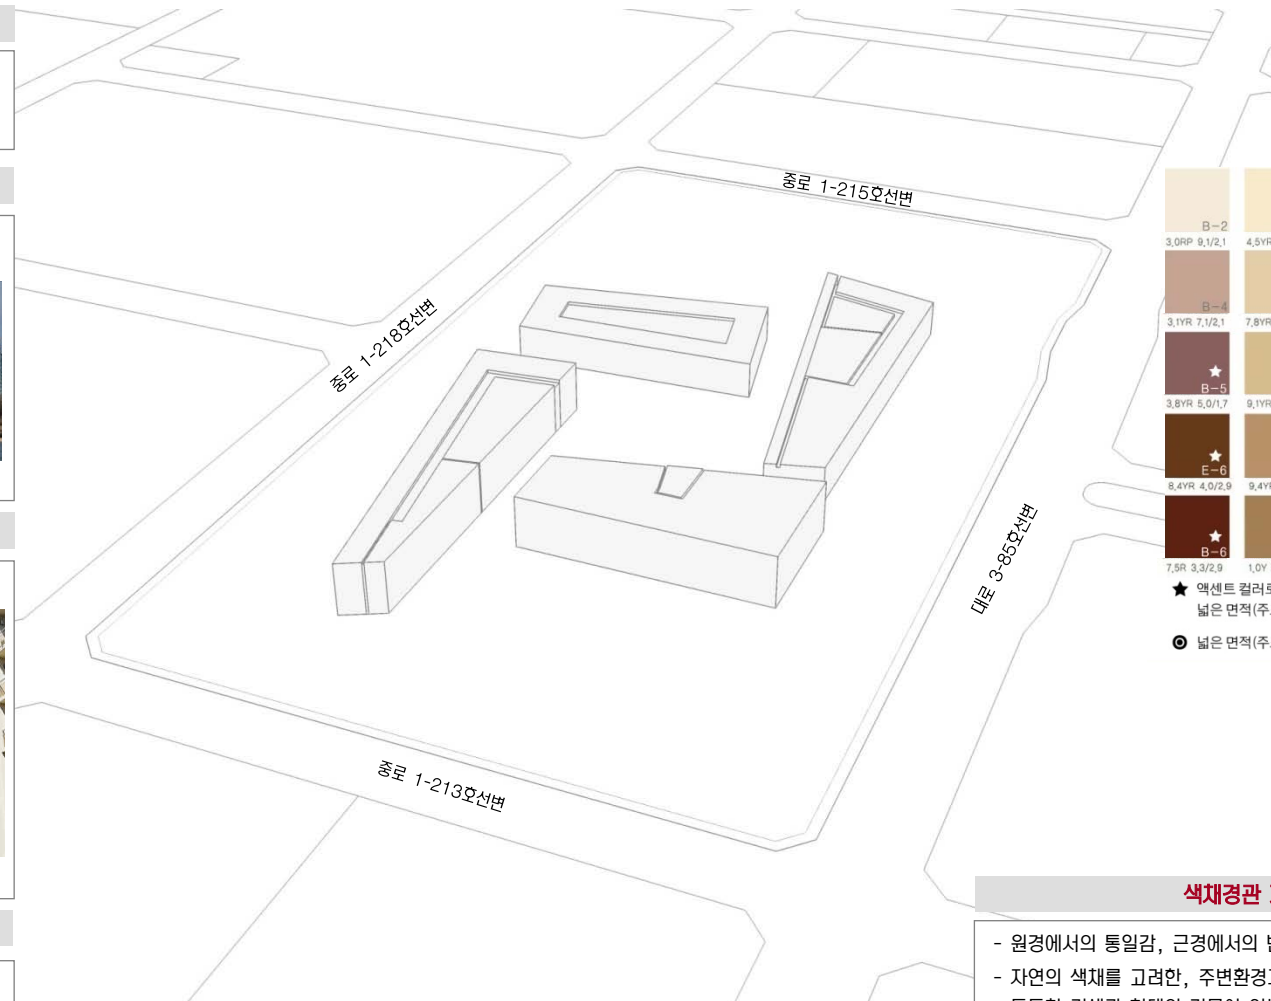 중로 1-215호선변
중로 1-218호선변
대로 3-85호선변
중로 1-213호선변
B-2
3.0RP 9.1/2.1 4.5YR
B-4
3.1YR 7.1/2.1 7.8YR
B-5
3.8YR 5.0/1.7 9.1YR
E-6
8.4YR 4.0/2.9 9.4YR
B-6
7.5R 3.3/2.9 1.0Y
★ 액센트 컬러로
넓은 면적(주
넓은 면적(주
색채경관
- 원경에서의 통일감, 근경에서의
- 자연의 색채를 고려한, 주변환경